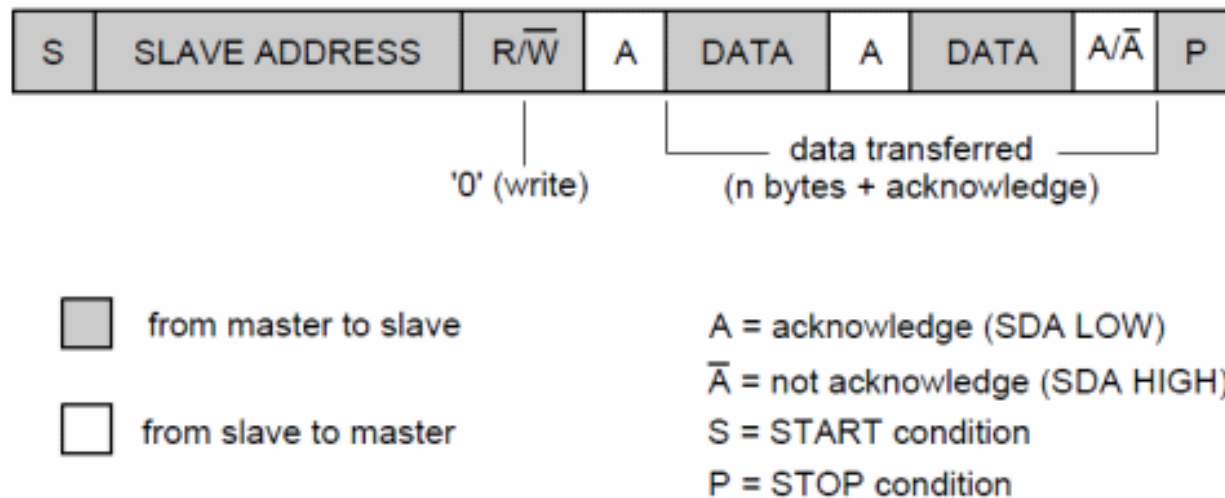 S SLAVE ADDRESS R/W̅ A DATA A DATA A/A̅ P
data transferred
'0' (write) (n bytes + acknowledge)
from master to slave
from slave to master
A = acknowledge (SDA LOW)
A̅ = not acknowledge (SDA HIGH)
S = START condition
P = STOP condition